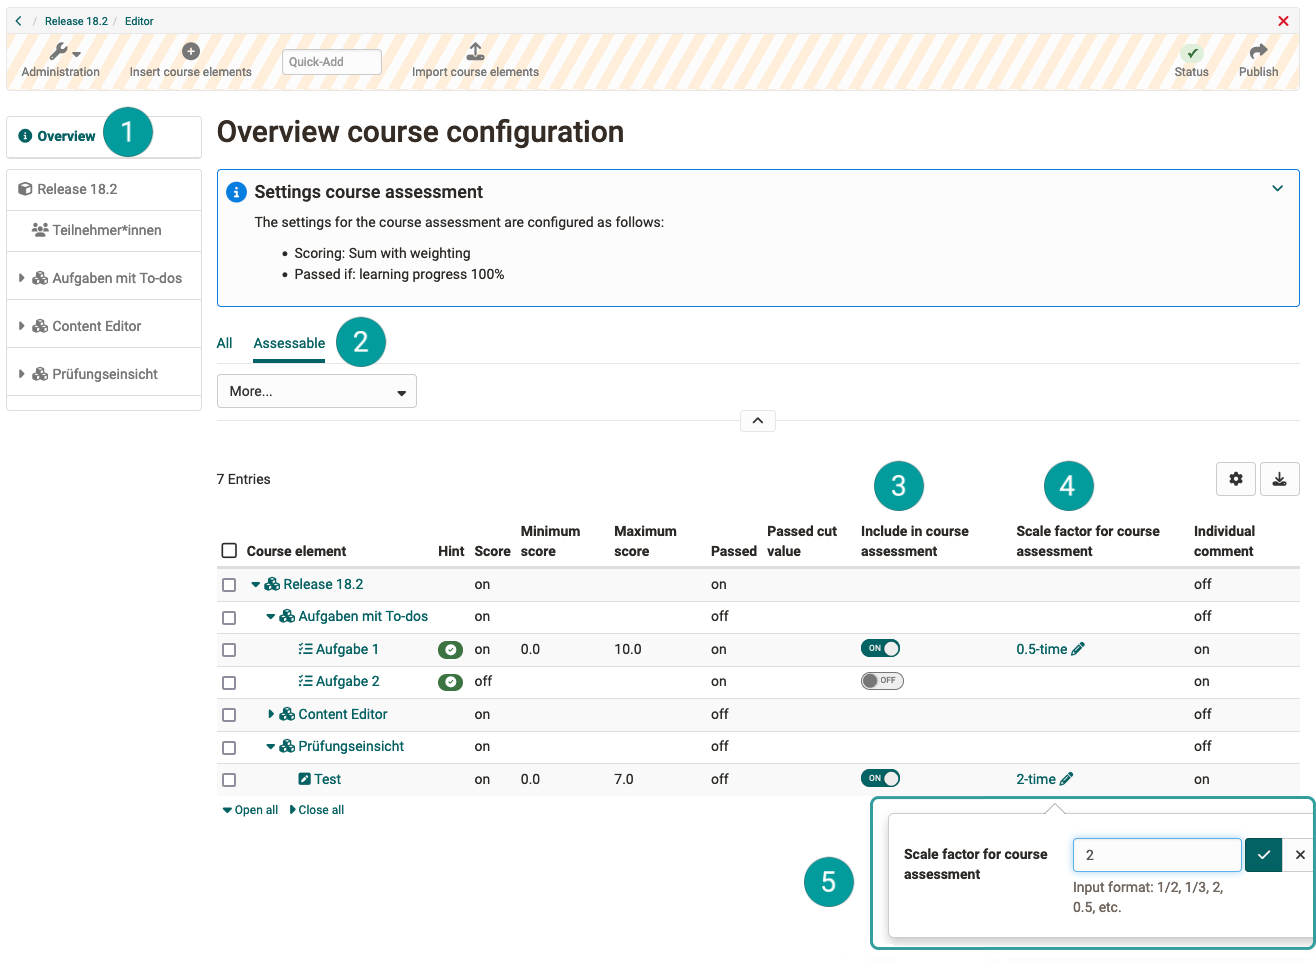 / Release 18.2 / Editor
Administration
Insert course elements
Quick-Add
Import course elements
Status
Publish
Overview
1
Release 18.2
Teilnehmer*innen
Aufgaben mit To-dos
Content Editor
Prüfungseinsicht
Overview course configuration
Settings course assessment
The settings for the course assessment are configured as follows:
• Scoring: Sum with weighting
• Passed if: learning progress 100%
All Assessable 2
More...
7 Entries
3 4
Course element Hint Score Minimum score Maximum score Passed Passed cut value Include in course assessment Scale factor for course assessment Individual comment
Release 18.2 on on off
Aufgaben mit To-dos on off off
Aufgabe 1 on 0.0 10.0 on ON 0.5-time on
Aufgabe 2 off on OFF on
Content Editor on off off
Prüfungseinsicht on off off
Test on 0.0 7.0 off ON 2-time on
Open all Close all
5
Scale factor for course
assessment
2
Input format: 1/2, 1/3, 2,
0.5, etc.